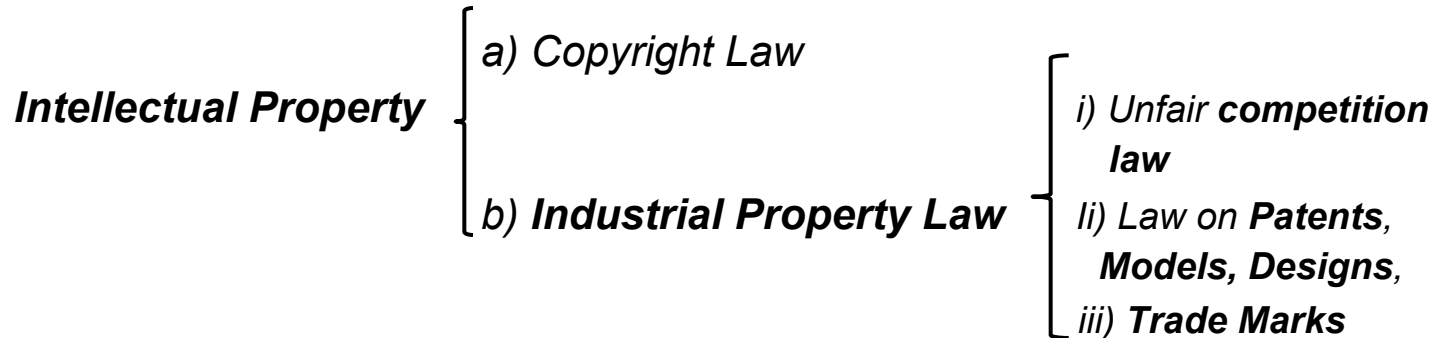 Intellectual Property
a) Copyright Law
b) Industrial Property Law
i) Unfair competition
law
Ii) Law on Patents,
Models, Designs,
iii) Trade Marks